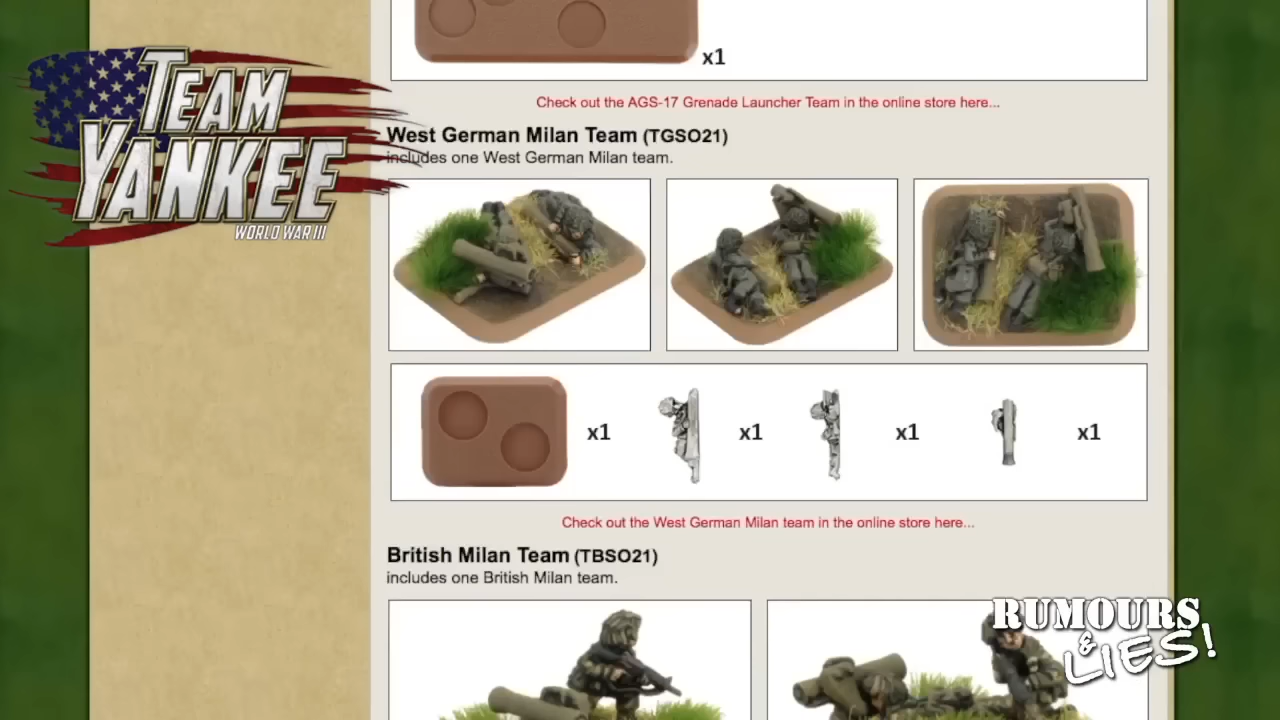 x1
Check out the AGS-17 Grenade Launcher Team in the online store here...
TEAM
YANKEE
WORLD WAR III
West German Milan Team (TGSO21)
includes one West German Milan team.
x1 x1 x1 x1
Check out the West German Milan team in the online store here...
British Milan Team (TBSO21)
includes one British Milan team.
RUMOURS
& LIES!